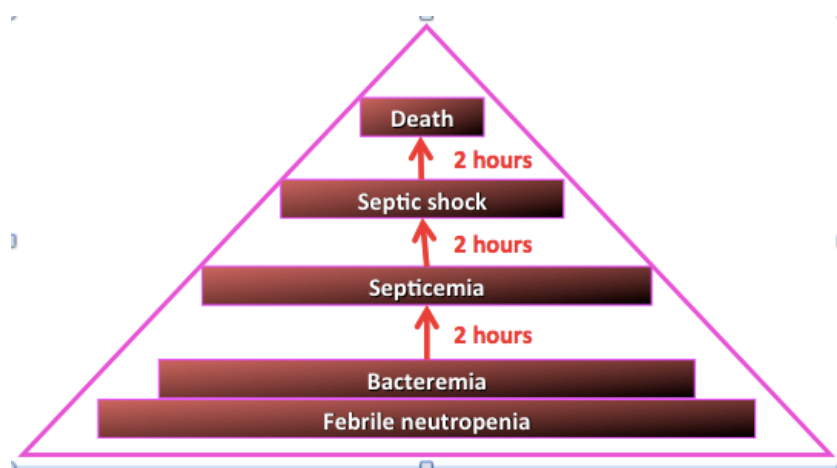 Death
2 hours
Septic shock
2 hours
Septicemia
2 hours
Bacteremia
Febrile neutropenia